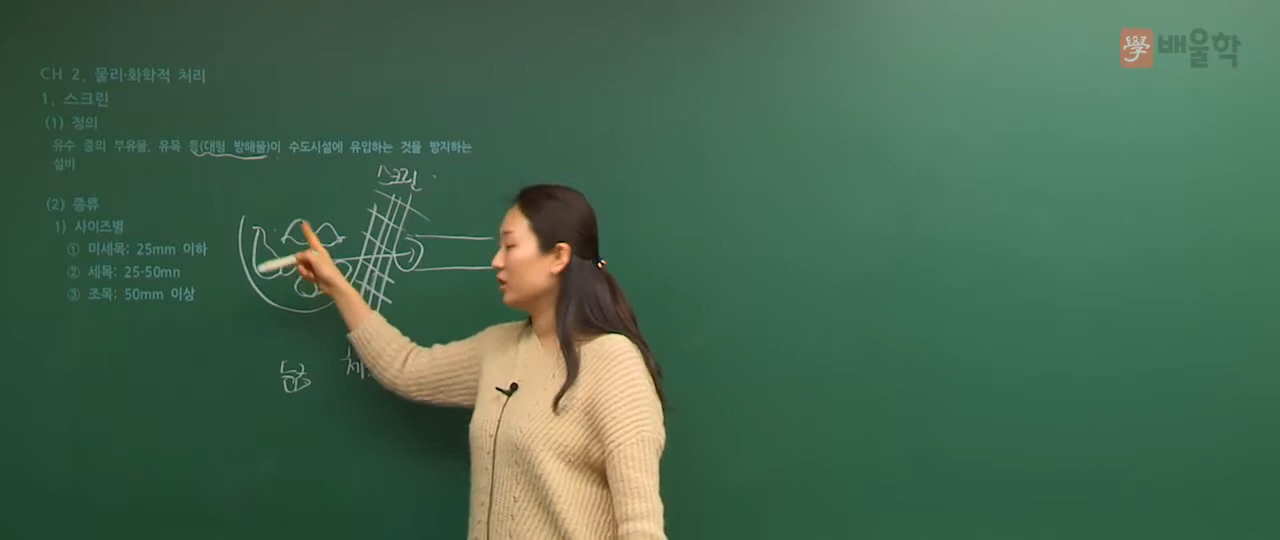 學배울학
CH 2. 물리·화학적 처리
1. 스크린
(1) 정의
유수 중의 부유물, 유목 등(대형 방해물)이 수도시설에 유입하는 것을 방지하는
설비
스크린
(2) 종류
1) 사이즈별
① 미세목: 25mm 이하
② 세목: 25-50mm
③ 조목: 50mm 이상